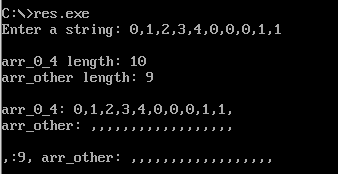 C:\>res.exe
Enter a string: 0,1,2,3,4,0,0,0,1,1
arr_0_4 length: 10
arr_other length: 9
arr_0_4: 0,1,2,3,4,0,0,0,1,1,
arr_other: ,,,,,,,,,,,,,,,,,,
,:9, arr_other: ,,,,,,,,,,,,,,,,,,